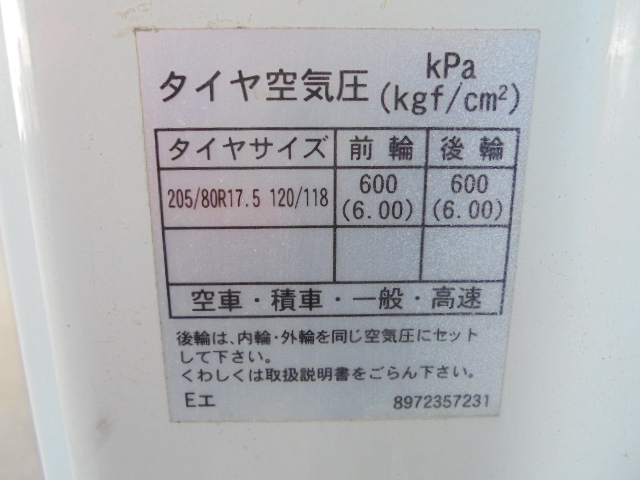 タイヤ空気圧 kPa
(kgf/cm²)
タイヤサイズ 前輪 後輪
205/80R17.5 120/118 600 600
(6.00) (6.00)
空車・積車・一般・高速
後輪は、内輪・外輪を同じ空気圧にセット
して下さい。
くわしくは取扱説明書をごらん下さい。
Eエ 8972357231